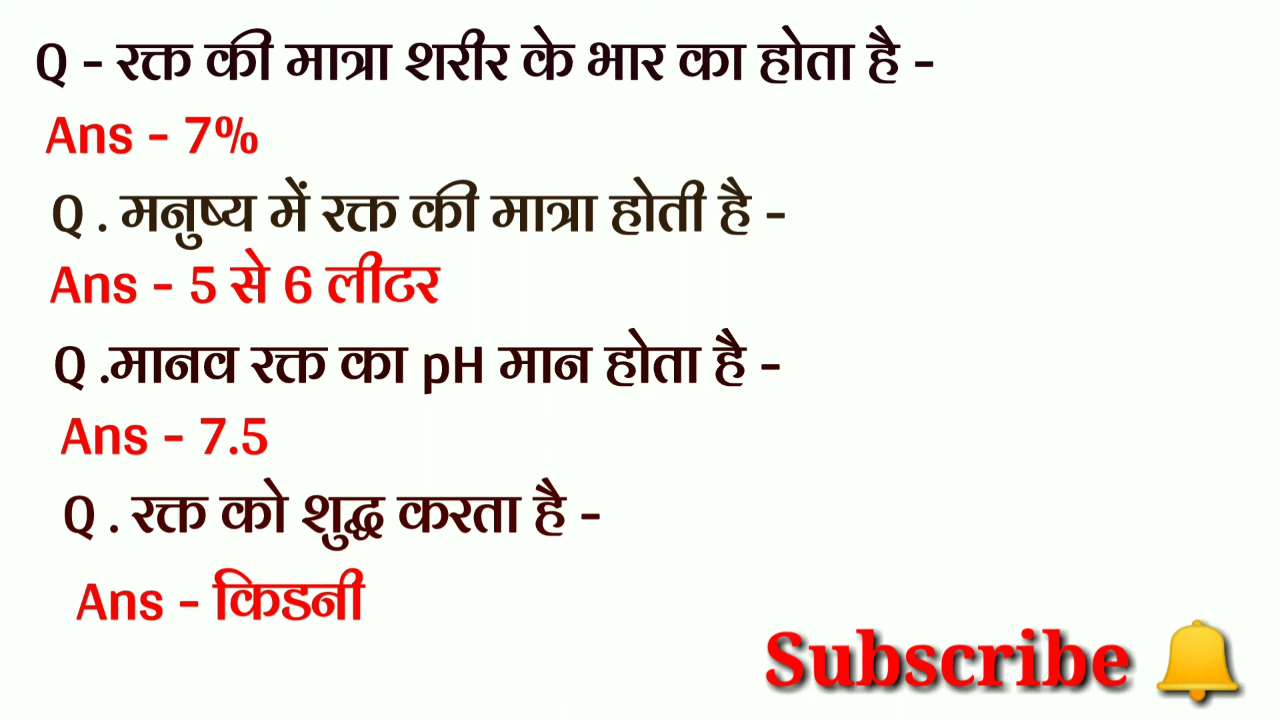 Q - रक्त की मात्रा शरीर के भार का होता है -
Ans - 7%
Q . मनुष्य में रक्त की मात्रा होती है -
Ans - 5 से 6 लीटर
Q .मानव रक्त का pH मान होता है -
Ans - 7.5
Q . रक्त को शुद्ध करता है -
Ans - किडनी
Subscribe